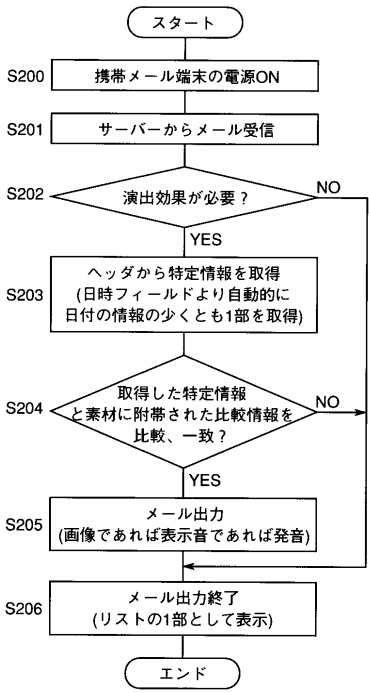 スタート
S200
携帯メール端末の電源ON
S201
サーバーからメール受信
S202
演出効果が必要?
NO
YES
S203
ヘッダから特定情報を取得
(日時フィールドより自動的に
日付の情報の少くとも1部を取得)
S204
取得した特定情報
と素材に附帯された比較情報を
比較、一致?
NO
YES
S205
メール出力
(画像であれば表示音であれば発音)
S206
メール出力終了
(リストの1部として表示)
エンド